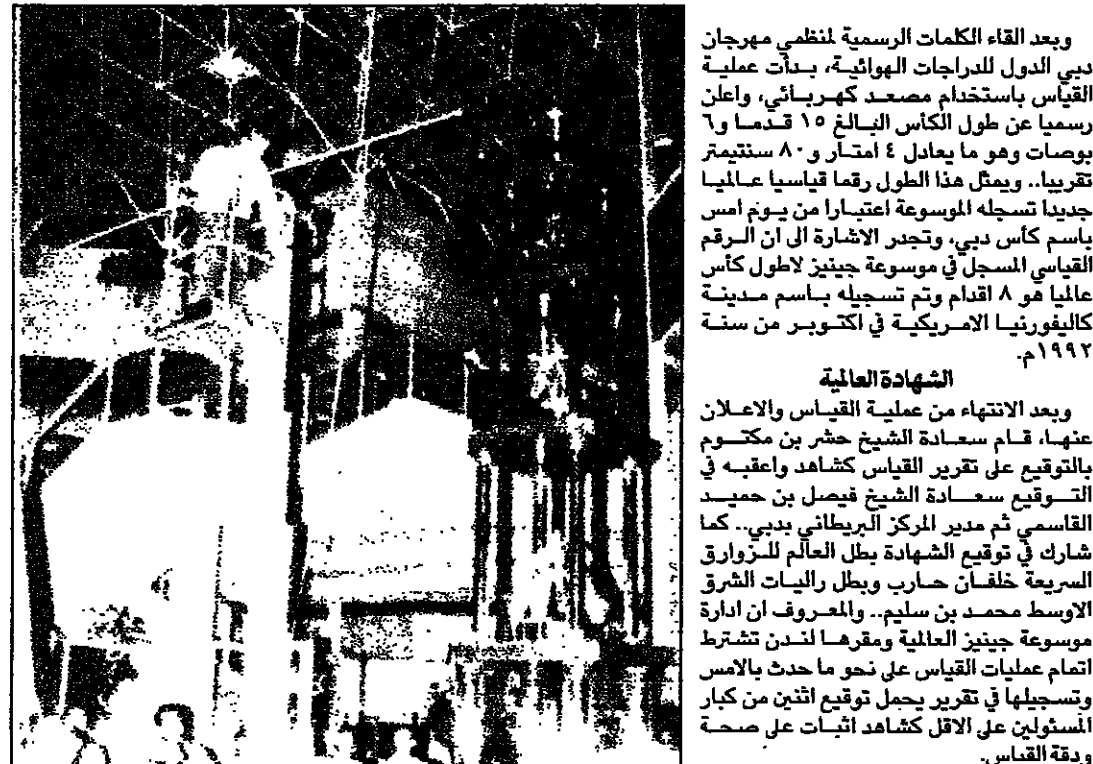 وبعد القاء الكلمات الرسمية لمنظمي مهرجان
دبي الدول للدراجات الهوائية، بدأت عملية
القياس باستخدام مصعد كهربائي، واعلن
رسميا عن طول الكأس البالغ ١٥ قدما و٦
بوصات وهو ما يعادل ٤ امتار و٨٠ سنتيمتر
تقريبا.. ويمثل هذا الطول رقما قياسيا عالميا
جديدا تسجله الموسوعة اعتبارا من يوم امس
باسم كأس دبي، وتجدر الاشارة الى ان الرقم
القياسي المسجل في موسوعة جينيز لاطول كأس
عالميا هو ٨ اقدام وتم تسجيله باسم مدينة
كاليفورنيا الامريكية في اكتوبر من سنة
١٩٩٢م.
الشهادة العالمية
وبعد الانتهاء من عملية القياس والاعلان
عنها، قام سعادة الشيخ حشر بن مكتوم
بالتوقيع على تقرير القياس كشاهد واعقبه في
التوقيع سعادة الشيخ فيصل بن حميد
القاسمي ثم مدير المركز البريطاني بدبي.. كما
شارك في توقيع الشهادة بطل العالم للزوارق
السريعة خلفان حارب وبطل راليات الشرق
الاوسط محمد بن سليم.. والمعروف ان ادارة
موسوعة جينيز العالمية ومقرها لندن تشترط
اتمام عمليات القياس على نحو ما حدث بالامس
وتسجيلها في تقرير يحمل توقيع اثنين من كبار
المسئولين على الاقل كشاهد اثبات على صحة
ودقة القياس.